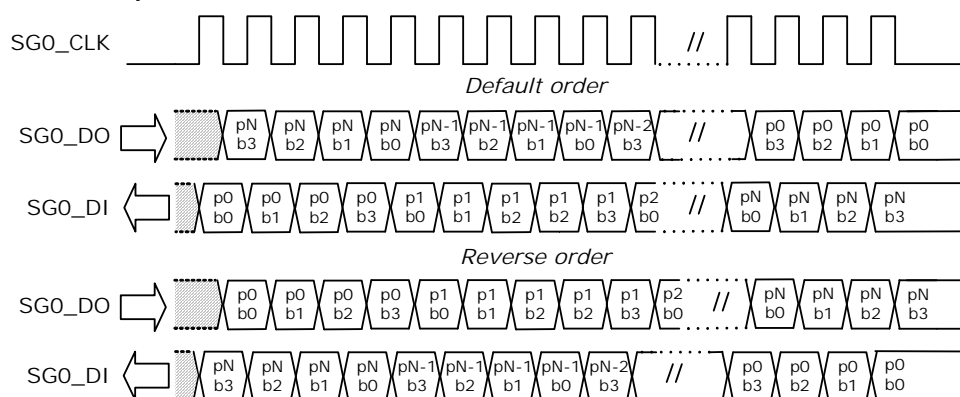 SG0_CLK //
Default order
SG0_DO
pN pN pN pN pN-1 pN-1 pN-1 pN-1 pN-2 // p0 p0 p0 p0
b3 b2 b1 b0 b3 b2 b1 b0 b3 b3 b2 b1 b0
SG0_DI
p0 p0 p0 p0 p1 p1 p1 p1 p1 p2 // pN pN pN pN
b0 b1 b2 b3 b0 b1 b2 b2 b3 b0 b0 b1 b2 b3
Reverse order
SG0_DO
p0 p0 p0 p0 p1 p1 p1 p1 p1 p2 // pN pN pN pN
b0 b1 b2 b3 b0 b1 b2 b2 b3 b0 b0 b1 b2 b3
SG0_DI
pN pN pN pN pN-1 pN-1 pN-1 pN-1 pN-2 // p0 p0 p0 p0
b3 b2 b1 b0 b3 b2 b1 b0 b3 b3 b2 b1 b0